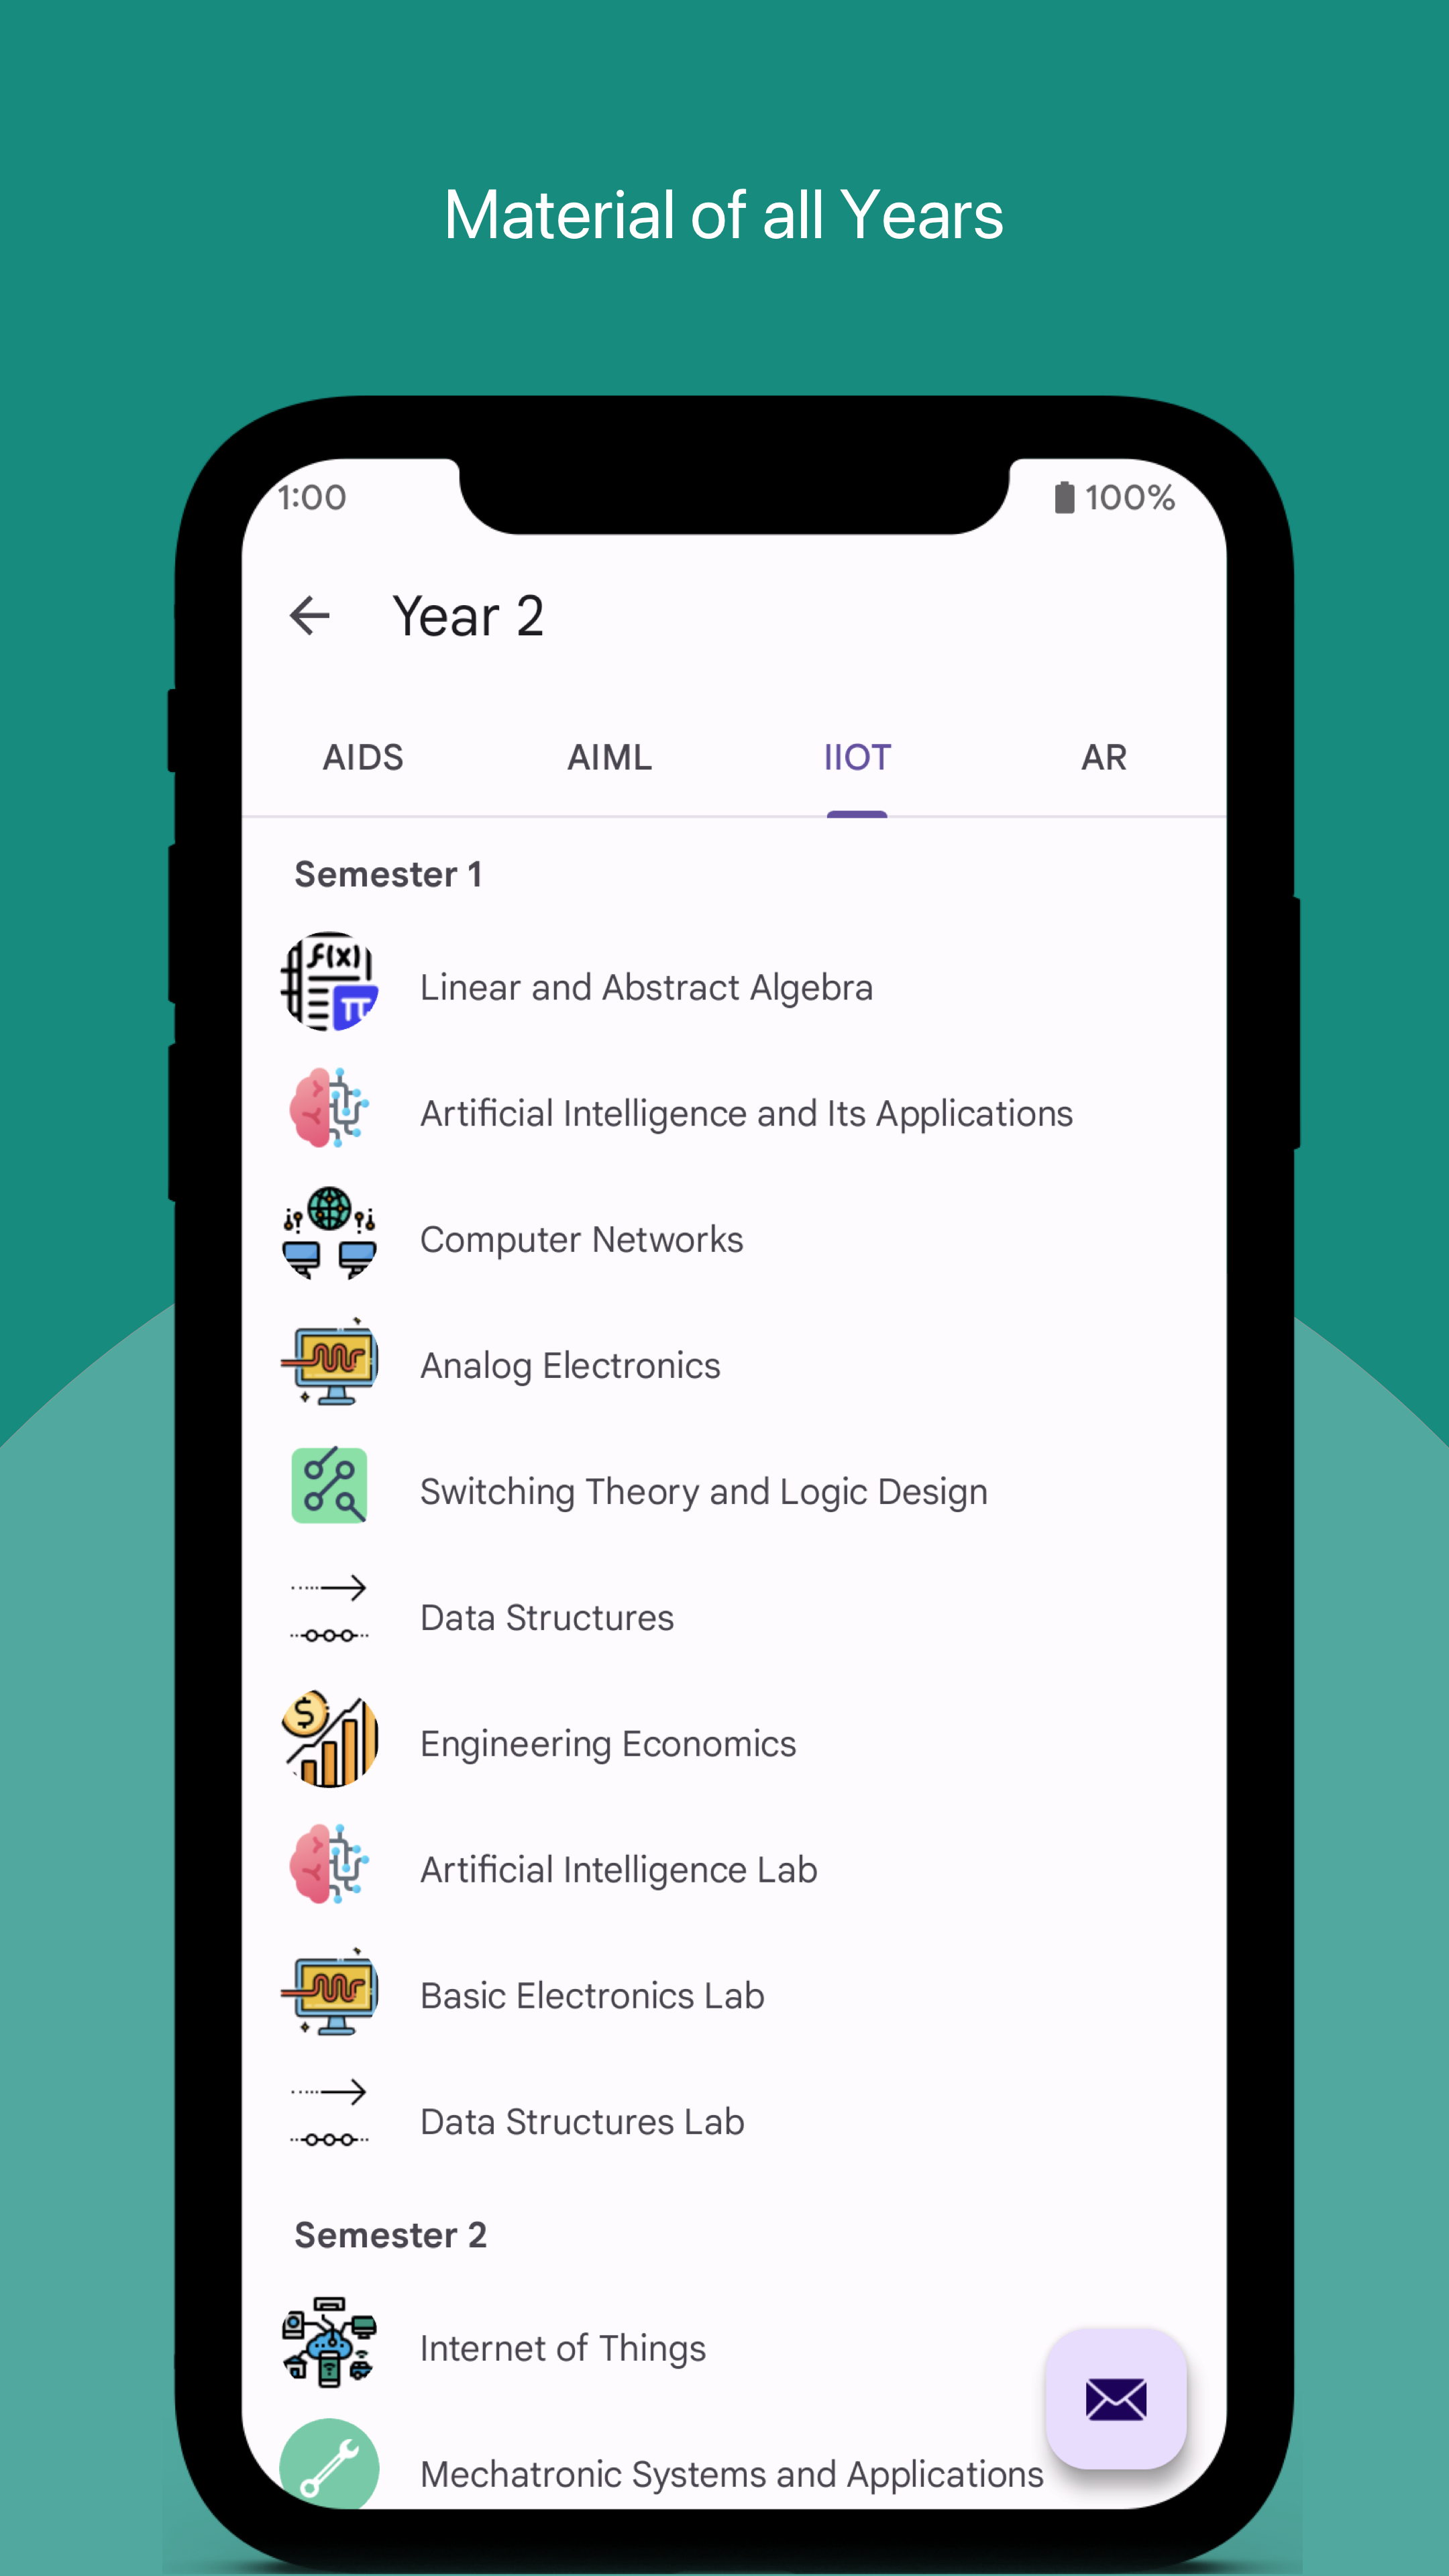 Material of all Years
1:00
100%
Year 2
AIDS AIML IIOT AR
Semester 1
f(x)
π
Linear and Abstract Algebra
Artificial Intelligence and Its Applications
Computer Networks
Analog Electronics
Switching Theory and Logic Design
Data Structures
$
Engineering Economics
Artificial Intelligence Lab
Basic Electronics Lab
Data Structures Lab
Semester 2
Internet of Things
Mechatronic Systems and Applications